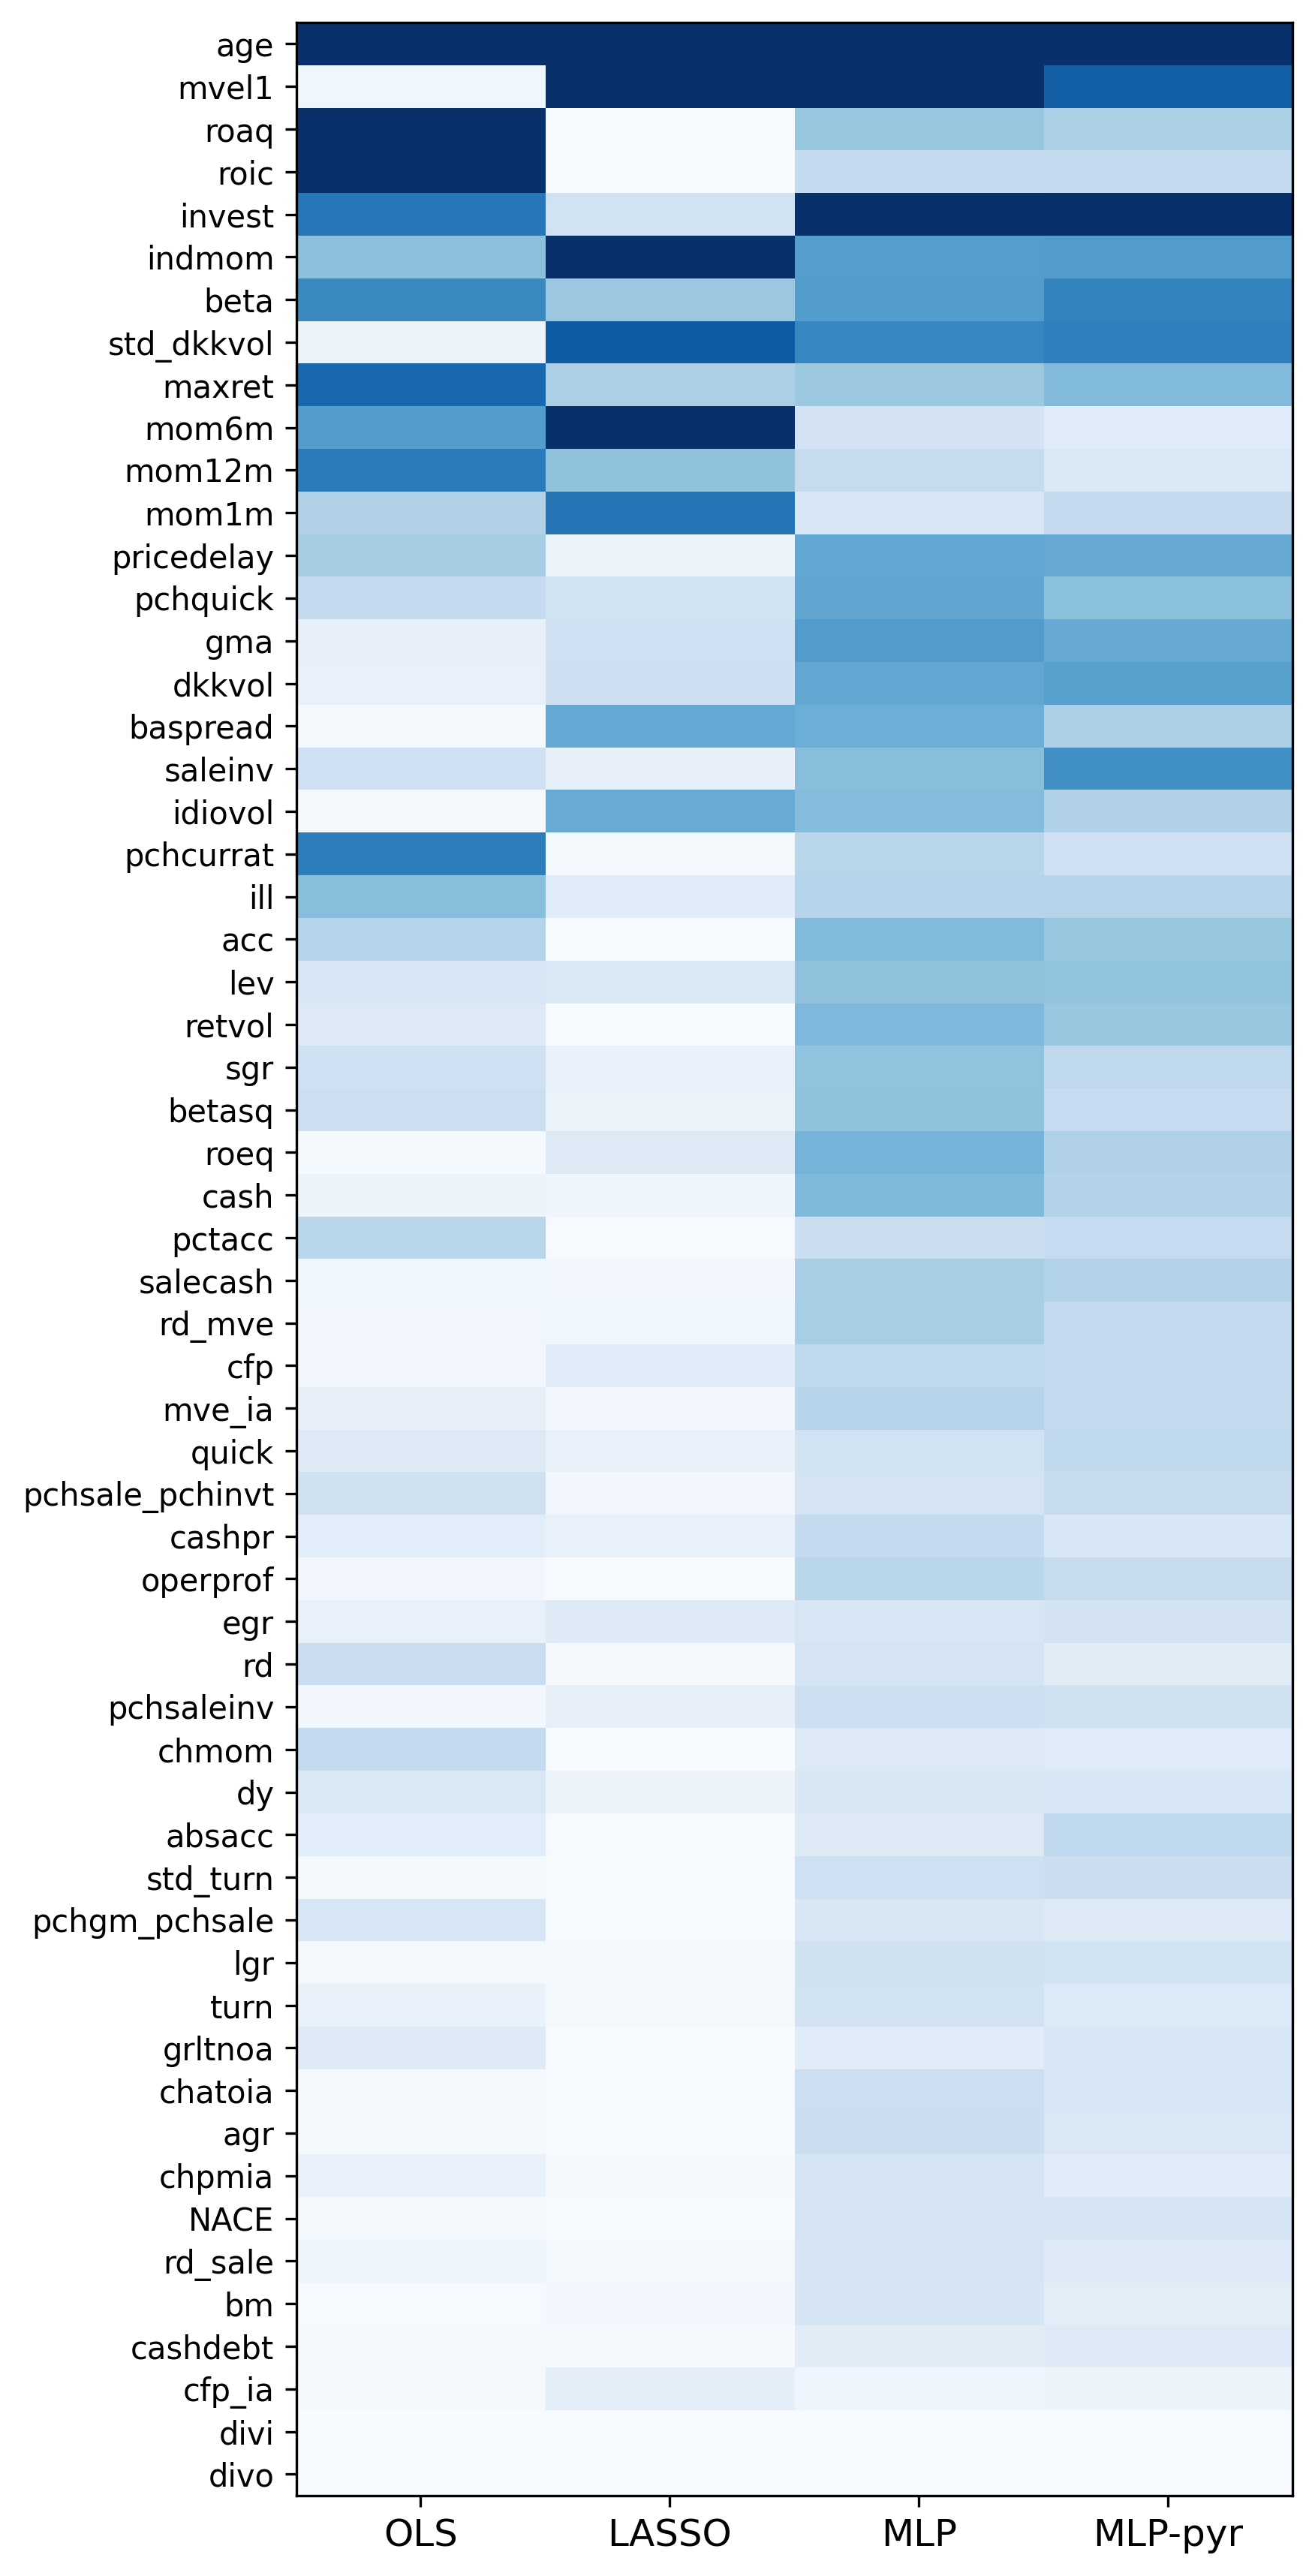 age
mvel1
roaq
roic
invest
indmom
beta
std_dkkvol
maxret
mom6m
mom12m
mom1m
pricedelay
pchquick
gma
dkkvol
baspread
saleinv
idiovol
pchcurrat
ill
acc
lev
retvol
sgr
betasq
roeq
cash
pctacc
salecash
rd_mve
cfp
mve_ia
quick
pchsale_pchinvt
cashpr
operprof
egr
rd
pchsaleinv
chmom
dy
absacc
std_turn
pchgm_pchsale
lgr
turn
grltnoa
chatoia
agr
chpmia
NACE
rd_sale
bm
cashdebt
cfp_ia
divi
divo
OLS LASSO MLP MLP-pyr